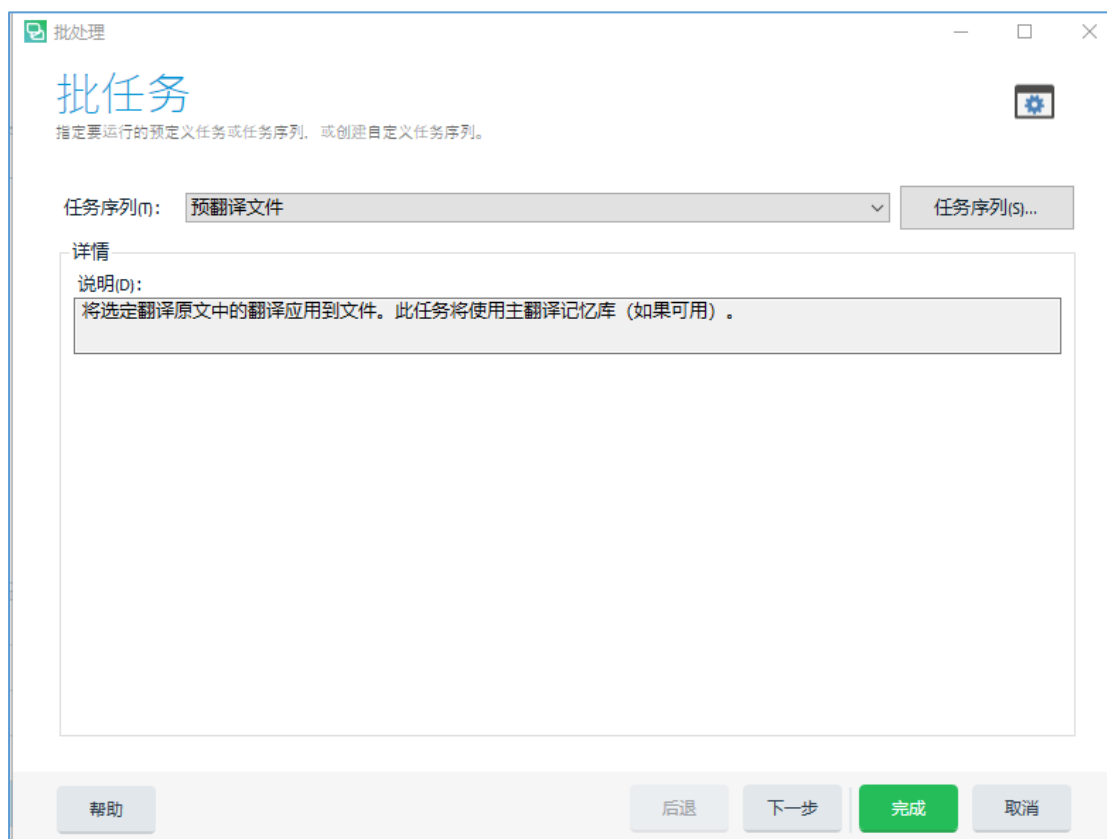 批处理
批任务
指定要运行的预定义任务或任务序列，或创建自定义任务序列。
任务序列(T)： 预翻译文件 任务序列(S)...
详情
说明(D)：
将选定翻译原文中的翻译应用到文件。此任务将使用主翻译记忆库（如果可用）。
帮助 后退 下一步 完成 取消